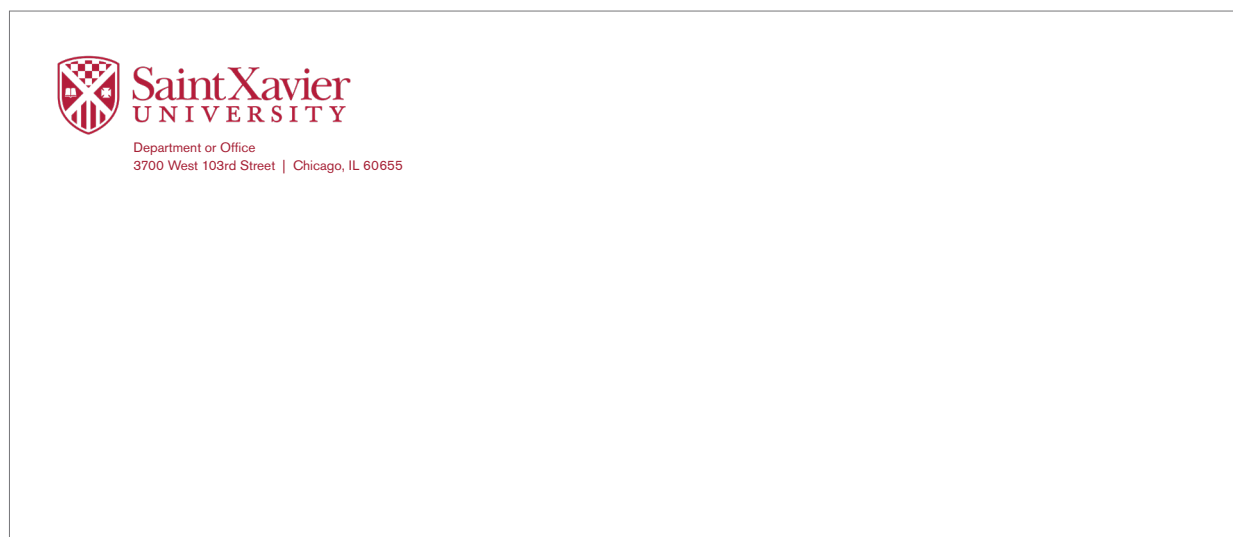 Saint Xavier
UNIVERSITY
Department or Office
3700 West 103rd Street | Chicago, IL 60655